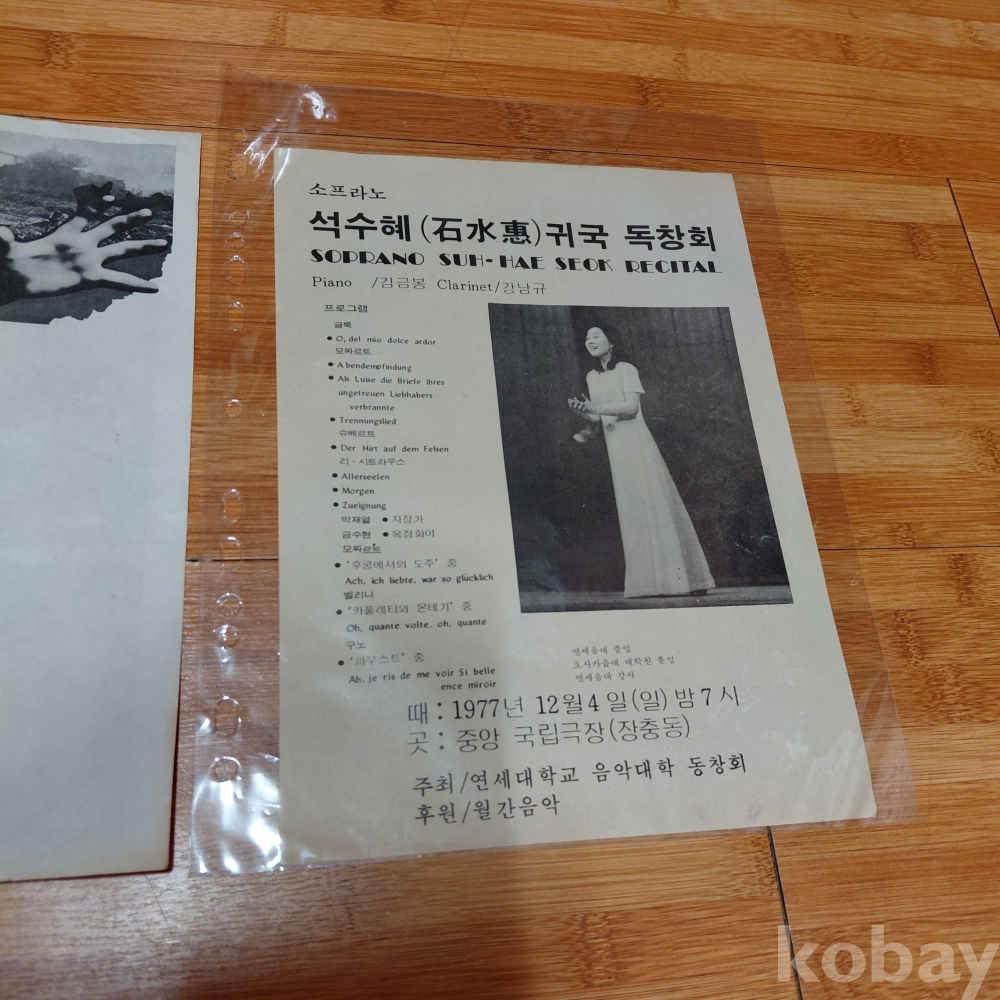 소프라노
석수혜(石水惠)귀국 독창회
SOPRANO SUH-HAE SEOK RECITAL
Piano /김금봉 Clarinet/강남규
프로그램
글룩
● O, del mio dolce ardor
모짜르트
● Abendempfindung
● Als Luise die Briefe ihres
ungetreuen Liebhabers
verbrannte
● Trennungslied
슈베르트
● Der Hirt auf dem Felsen
리·시트라우스
● Allerseelen
● Morgen
● Zueignung
박재열 ● 자장가
금수현 ● 옥잠화야
모짜르트
● '후궁에서의 도주' 중
Ach, ich liebte, war so glücklich
벨리니
● '카풀레티와 몬테기' 중
Oh, quante volte, oh, quante
구노
● '파우스트' 중
Ah, je ris de me voir Si belle
ence miroir
연세음대 졸업
오사카음대 대학원 졸업
연세음대 강사
때 : 1977년 12월 4일(일) 밤 7시
곳 : 중앙 국립극장(장충동)
주최/연세대학교 음악대학 동창회
후원/월간음악
kobay